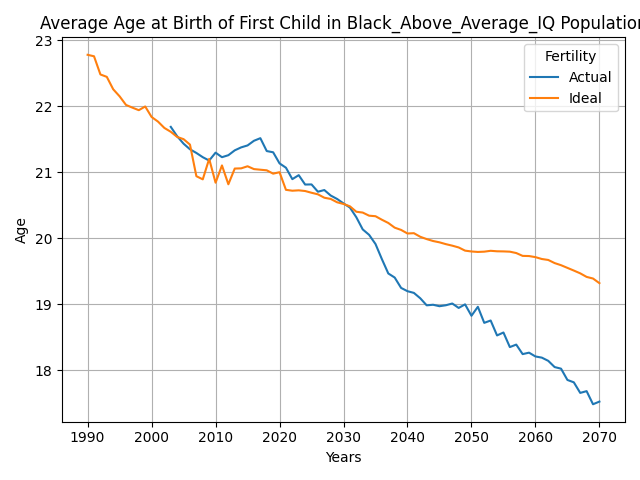 Average Age at Birth of First Child in Black_Above_Average_IQ Population
Fertility
Actual
Ideal
23
22
21
20
19
18
Age
1990 2000 2010 2020 2030 2040 2050 2060 2070
Years